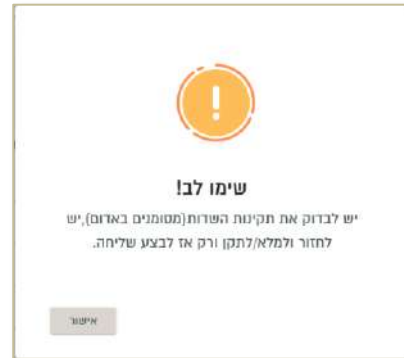 שימו לב!
יש לבדוק את תקינות השדות(מסומנים באדום),יש
לחזור ולמלא/לתקן ורק אז לבצע שליחה.
אישור